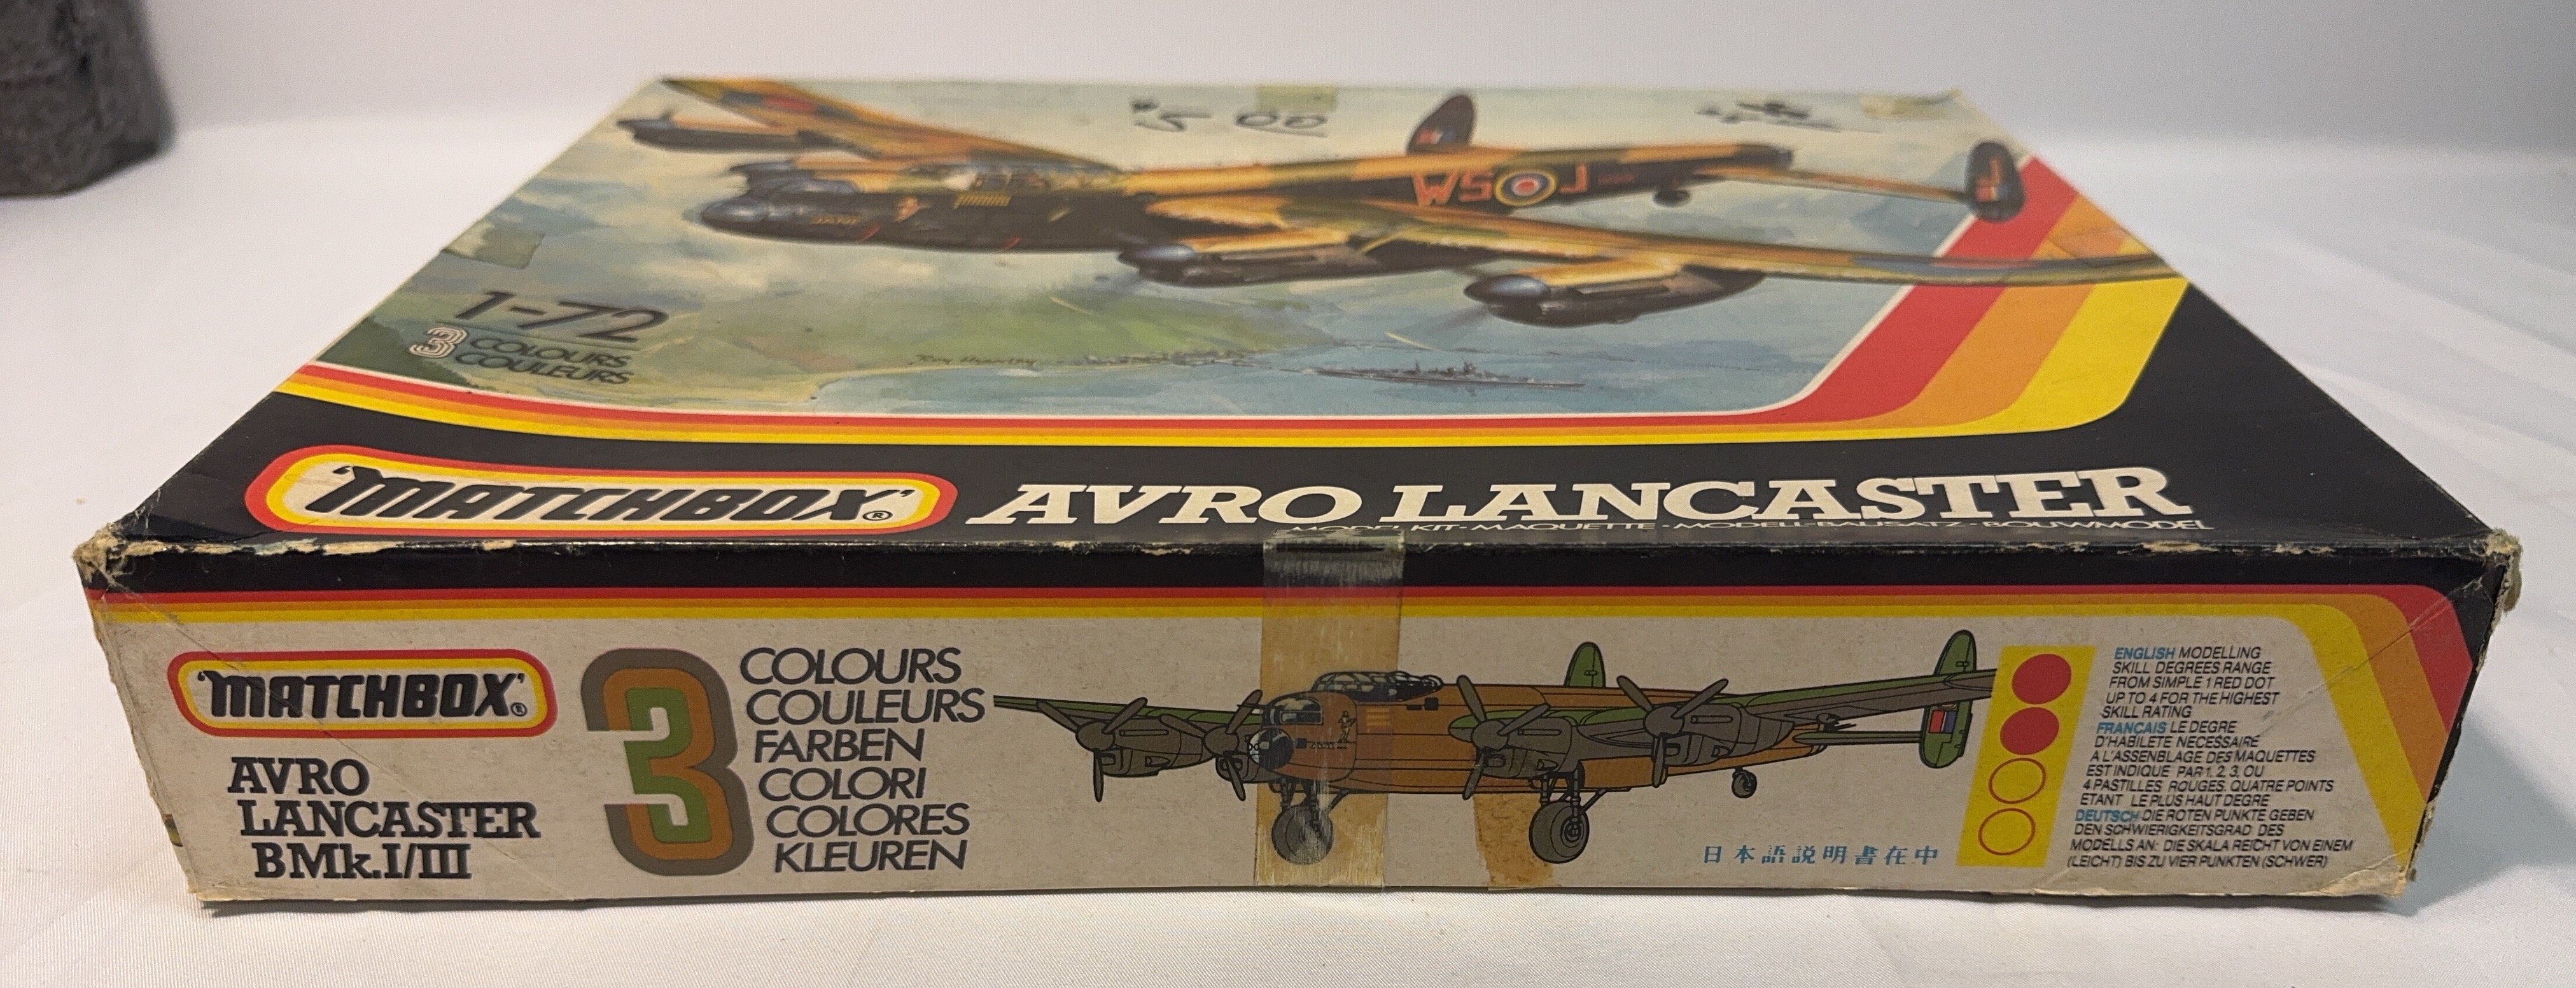 WS J
1-72
3 COLOURS
COULEURS
Roy Huxley
"MATCHBOX"®
AVRO LANCASTER
MODEL KIT-MAQUETTE-MODELL-BAUSATZ-BOUWMODEL
"MATCHBOX"®
AVRO
LANCASTER
BMk.I/III
3
COLOURS
COULEURS
FARBEN
COLORI
COLORES
KLEUREN
日本語説明書在中
ENGLISH MODELLING
SKILL DEGREES RANGE
FROM SIMPLE 1 RED DOT
UP TO 4 FOR THE HIGHEST
SKILL RATING
FRANCAIS LE DEGRE
D'HABILETE NECESSAIRE
A L'ASSENBLAGE DES MAQUETTES
EST INDIQUE PAR 1, 2, 3, OU
4 PASTILLES ROUGES. QUATRE POINTS
ETANT LE PLUS HAUT DEGRE
DEUTSCH DIE ROTEN PUNKTE GEBEN
DEN SCHWIERIGKEITSGRAD DES
MODELLS AN: DIE SKALA REICHT VON EINEM
(LEICHT) BIS ZU VIER PUNKTEN (SCHWER)